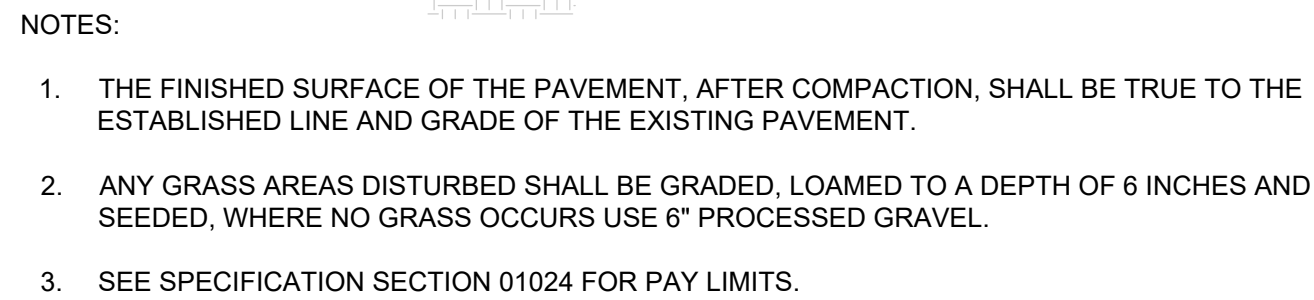 NOTES:
1. THE FINISHED SURFACE OF THE PAVEMENT, AFTER COMPACTION, SHALL BE TRUE TO THE
ESTABLISHED LINE AND GRADE OF THE EXISTING PAVEMENT.
2. ANY GRASS AREAS DISTURBED SHALL BE GRADED, LOAMED TO A DEPTH OF 6 INCHES AND
SEEDED, WHERE NO GRASS OCCURS USE 6" PROCESSED GRAVEL.
3. SEE SPECIFICATION SECTION 01024 FOR PAY LIMITS.